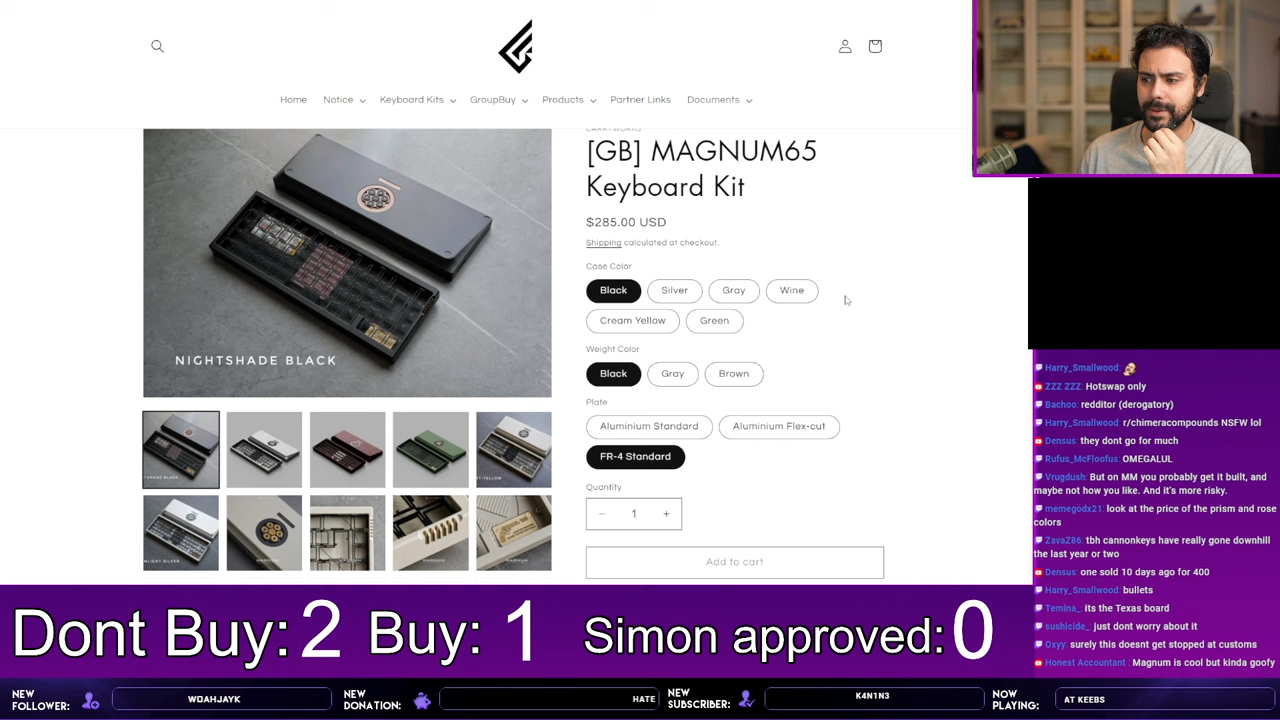 Home Notice Keyboard Kits GroupBuy Products Partner Links Documents
[GB] MAGNUM65
Keyboard Kit
$285.00 USD
Shipping calculated at checkout.
Case Color
Black Silver Gray Wine
Cream Yellow Green
Weight Color
Black Gray Brown
Plate
Aluminium Standard Aluminium Flex-cut
FR-4 Standard
Quantity
− 1 +
Add to cart
NIGHTSHADE BLACK
Harry_Smallwood:
ZZZ ZZZ: Hotswap only
Bachoo: redditor (derogatory)
Harry_Smallwood: r/chimeracompounds NSFW lol
Densus: they dont go for much
Rufus_McFloofus: OMEGALUL
Vrugdush: But on MM you probably get it built, and
maybe not how you like. And it's more risky.
memegodx21: look at the price of the prism and rose
colors
ZavaZ86: tbh cannonkeys have really gone downhill
the last year or two
Densus: one sold 10 days ago for 400
Harry_Smallwood: bullets
Temina_: its the Texas board
sushicide_: just dont worry about it
Oxyy: surely this doesnt get stopped at customs
Honest Accountant : Magnum is cool but kinda goofy
Dont Buy: 2 Buy: 1 Simon approved: 0
NEW
FOLLOWER:
WOAHJAYK
NEW
DONATION:
HATE
NEW
SUBSCRIBER:
K4N1N3
NOW
PLAYING:
AT KEEBS